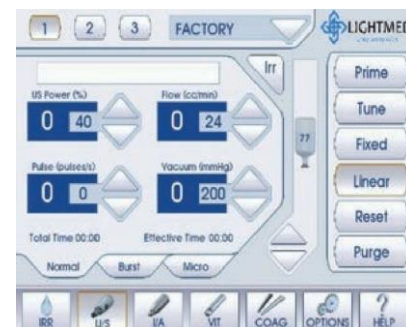 1 2 3 FACTORY LIGHTMED
Irr
US Power (%) Flow (cc/min)
0 40 0 24
Pulse (pulses/s) Vacuum (mmHg)
0 0 0 200
Total Time 00:00 Effective Time 00:00
Normal Burst Micro
77
Prime
Tune
Fixed
Linear
Reset
Purge
IRR U/S I/A VIT COAG OPTIONS HELP